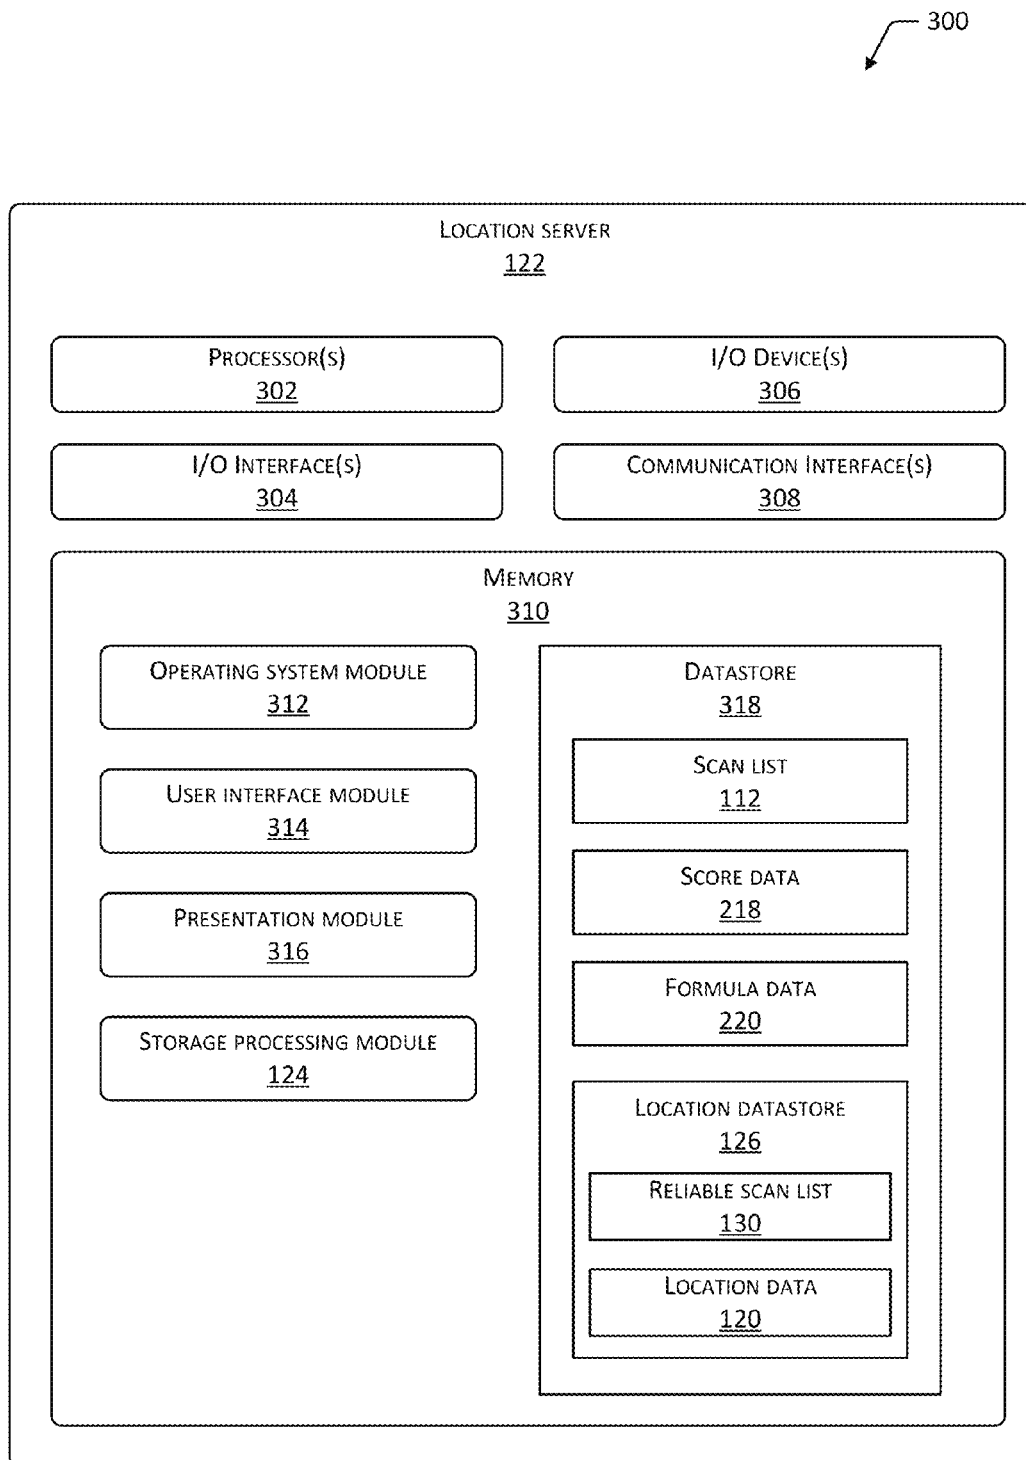 300
LOCATION SERVER
122
PROCESSOR(S)
302
I/O DEVICE(S)
306
I/O INTERFACE(S)
304
COMMUNICATION INTERFACE(S)
308
MEMORY
310
OPERATING SYSTEM MODULE
312
USER INTERFACE MODULE
314
PRESENTATION MODULE
316
STORAGE PROCESSING MODULE
124
DATASTORE
318
SCAN LIST
112
SCORE DATA
218
FORMULA DATA
220
LOCATION DATASTORE
126
RELIABLE SCAN LIST
130
LOCATION DATA
120